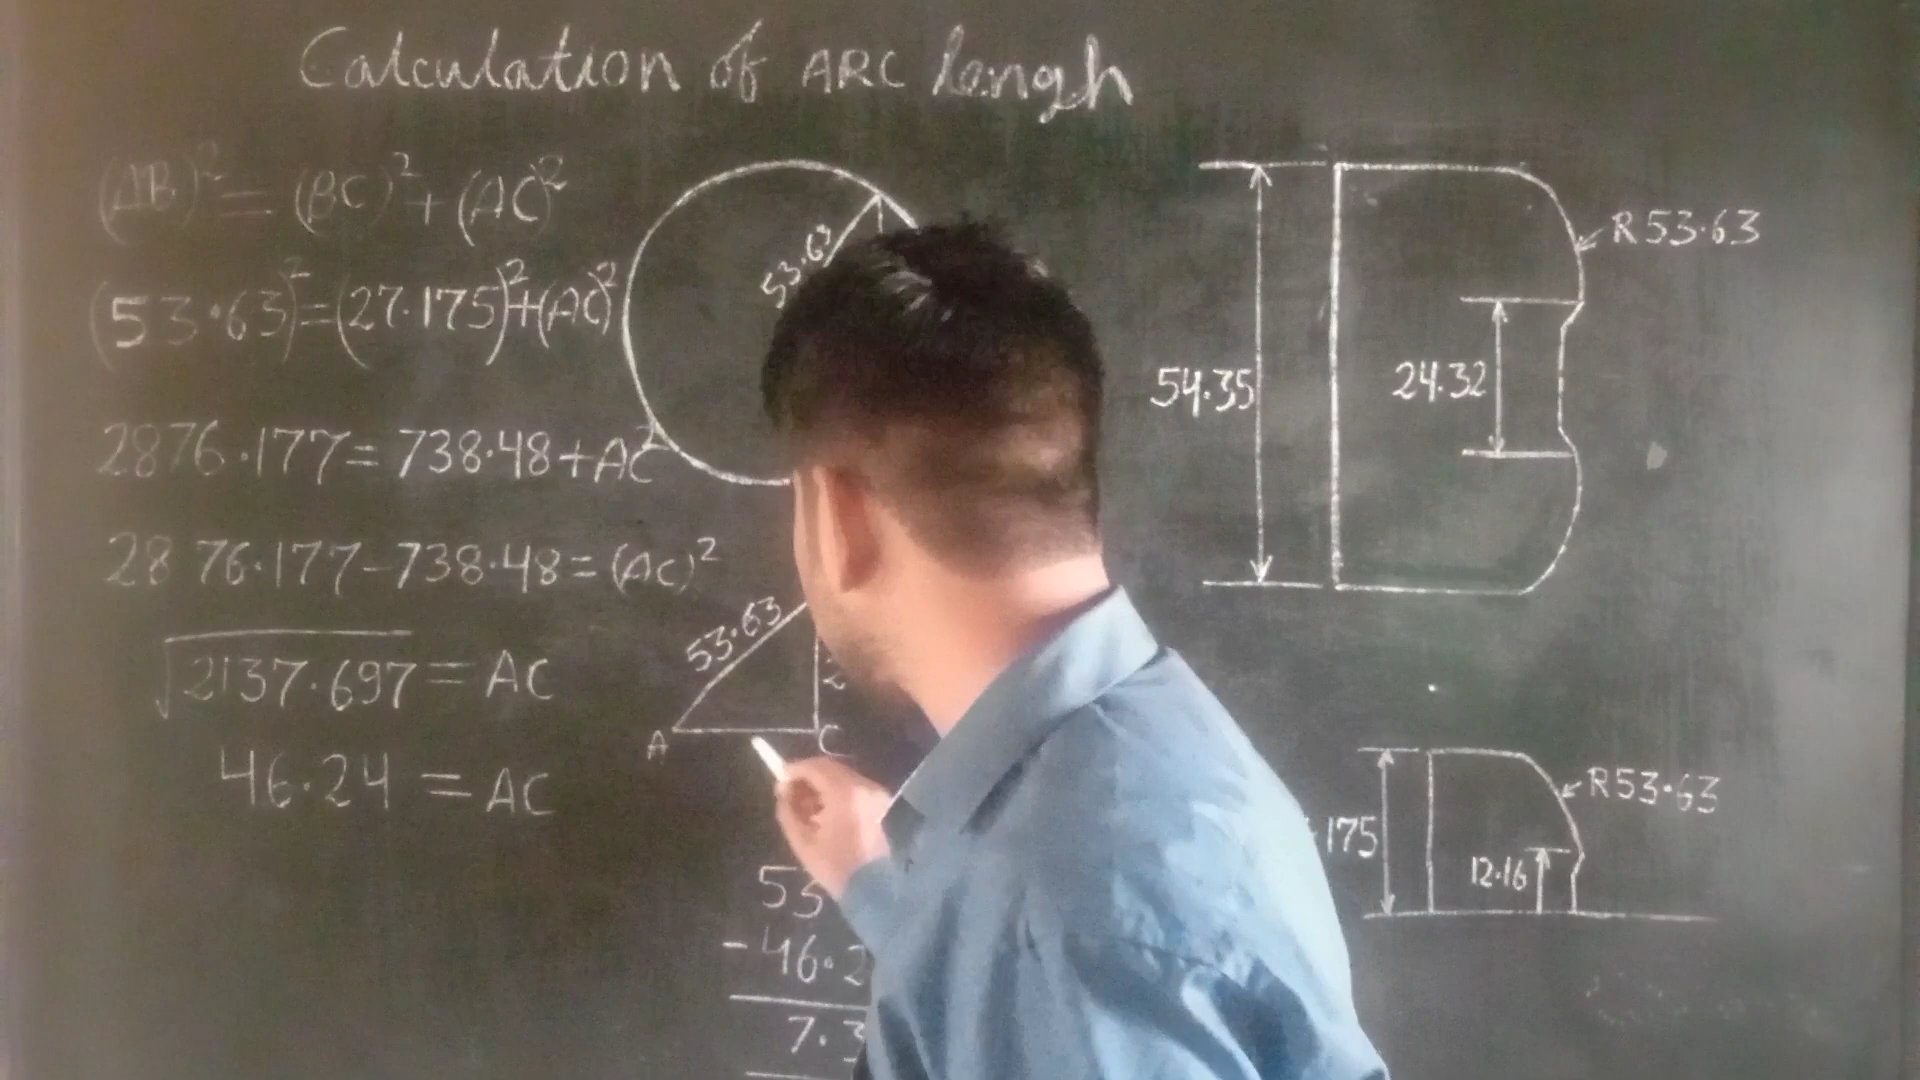 Calculation of ARC lengh
(AB)² = (BC)² + (AC)²
(53.63)² = (27.175)² + (AC)²
2876.177 = 738.48 + AC²
2876.177 - 738.48 = (AC)²
√2137.697 = AC
46.24 = AC
53.63
53.63
A
C
- 46.2
7.3
R53.63
54.35
24.32
R53.63
175
12.16